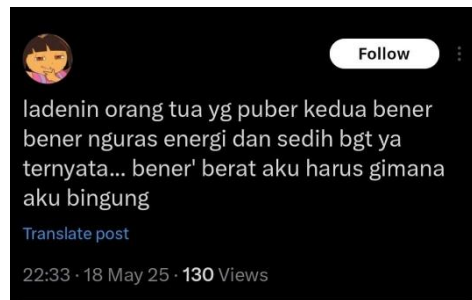 Follow
ladenin orang tua yg puber kedua bener
bener nguras energi dan sedih bgt ya
ternyata... bener' berat aku harus gimana
aku bingung
Translate post
22:33 · 18 May 25 · 130 Views